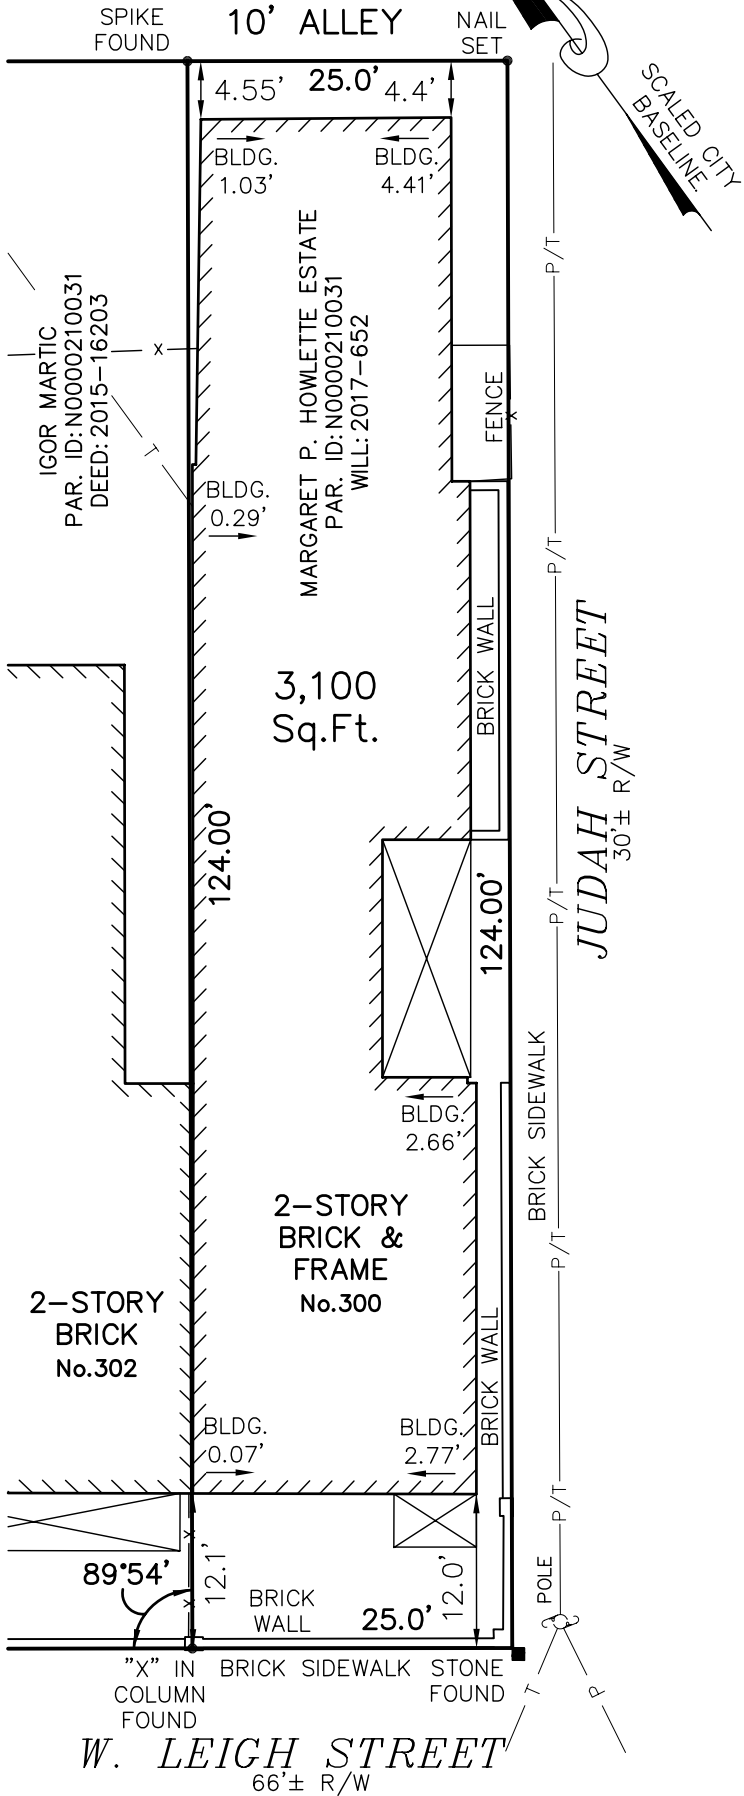 SPIKE
FOUND
10' ALLEY
NAIL
SET
SCALED CITY
BASELINE
4.55'
25.0'
4.4'
BLDG.
1.03'
BLDG.
4.41'
P/T
IGOR MARTIC
PAR. ID:N0000210031
DEED:2015-16203
X
T
MARGARET P. HOWLETTE ESTATE
PAR. ID:N0000210031
WILL:2017-652
FENCE
X
BLDG.
0.29'
P/T
BRICK WALL
3,100
Sq.Ft.
JUDAH STREET
30'± R/W
124.00'
124.00'
P/T
BRICK SIDEWALK
BLDG.
2.66'
2-STORY
BRICK &
FRAME
No.300
P/T
2-STORY
BRICK
No.302
BRICK WALL
BLDG.
0.07'
BLDG.
2.77'
P/T
X
89°54'
X
12.1'
BRICK
WALL
25.0'
12.0'
POLE
"X" IN
COLUMN
FOUND
BRICK SIDEWALK
STONE
FOUND
T
P
W. LEIGH STREET
66'± R/W